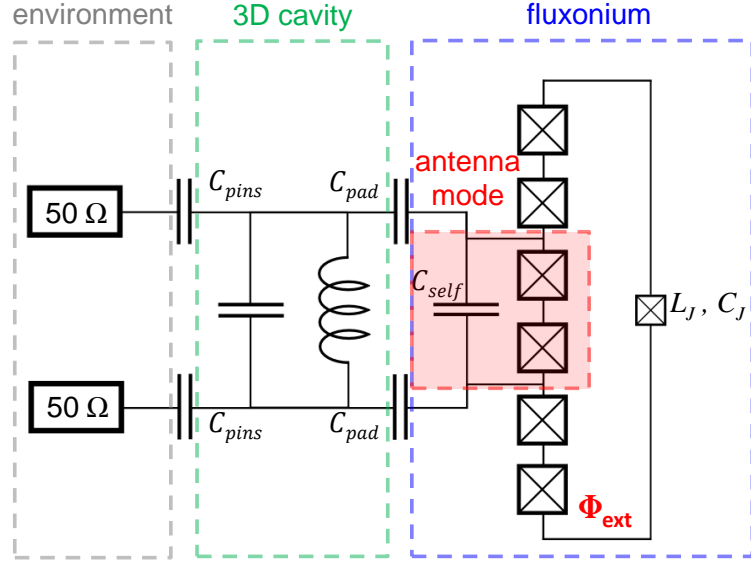 environment
3D cavity
fluxonium
antenna
mode
C_pins
C_pad
50 Ω
C_self
L_J , C_J
50 Ω
C_pins
C_pad
Φ_ext